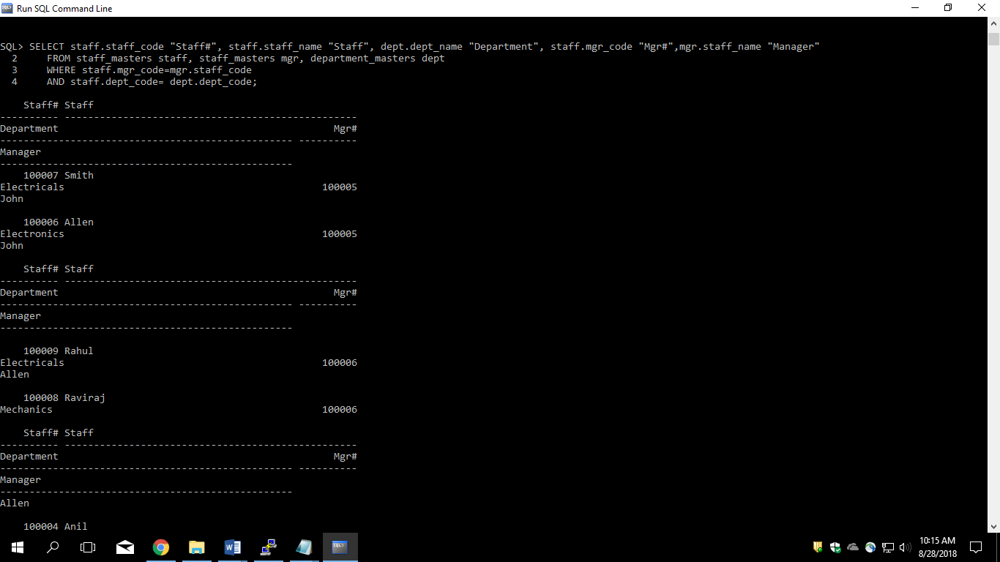 Run SQL Command Line
SQL> SELECT staff.staff_code "Staff#", staff.staff_name "Staff", dept.dept_name "Department", staff.mgr_code "Mgr#",mgr.staff_name "Manager"
  2     FROM staff_masters staff, staff_masters mgr, department_masters dept
  3     WHERE staff.mgr_code=mgr.staff_code
  4     AND staff.dept_code= dept.dept_code;
    Staff# Staff
---------- --------------------------------------------------
Department                                               Mgr#
-------------------------------------------------- ----------
Manager
--------------------------------------------------
    100007 Smith
Electricals                                            100005
John
    100006 Allen
Electronics                                            100005
John
    Staff# Staff
---------- --------------------------------------------------
Department                                               Mgr#
-------------------------------------------------- ----------
Manager
--------------------------------------------------
    100009 Rahul
Electricals                                            100006
Allen
    100008 Raviraj
Mechanics                                              100006
    Staff# Staff
---------- --------------------------------------------------
Department                                               Mgr#
-------------------------------------------------- ----------
Manager
--------------------------------------------------
Allen
    100004 Anil
10:15 AM
8/28/2018